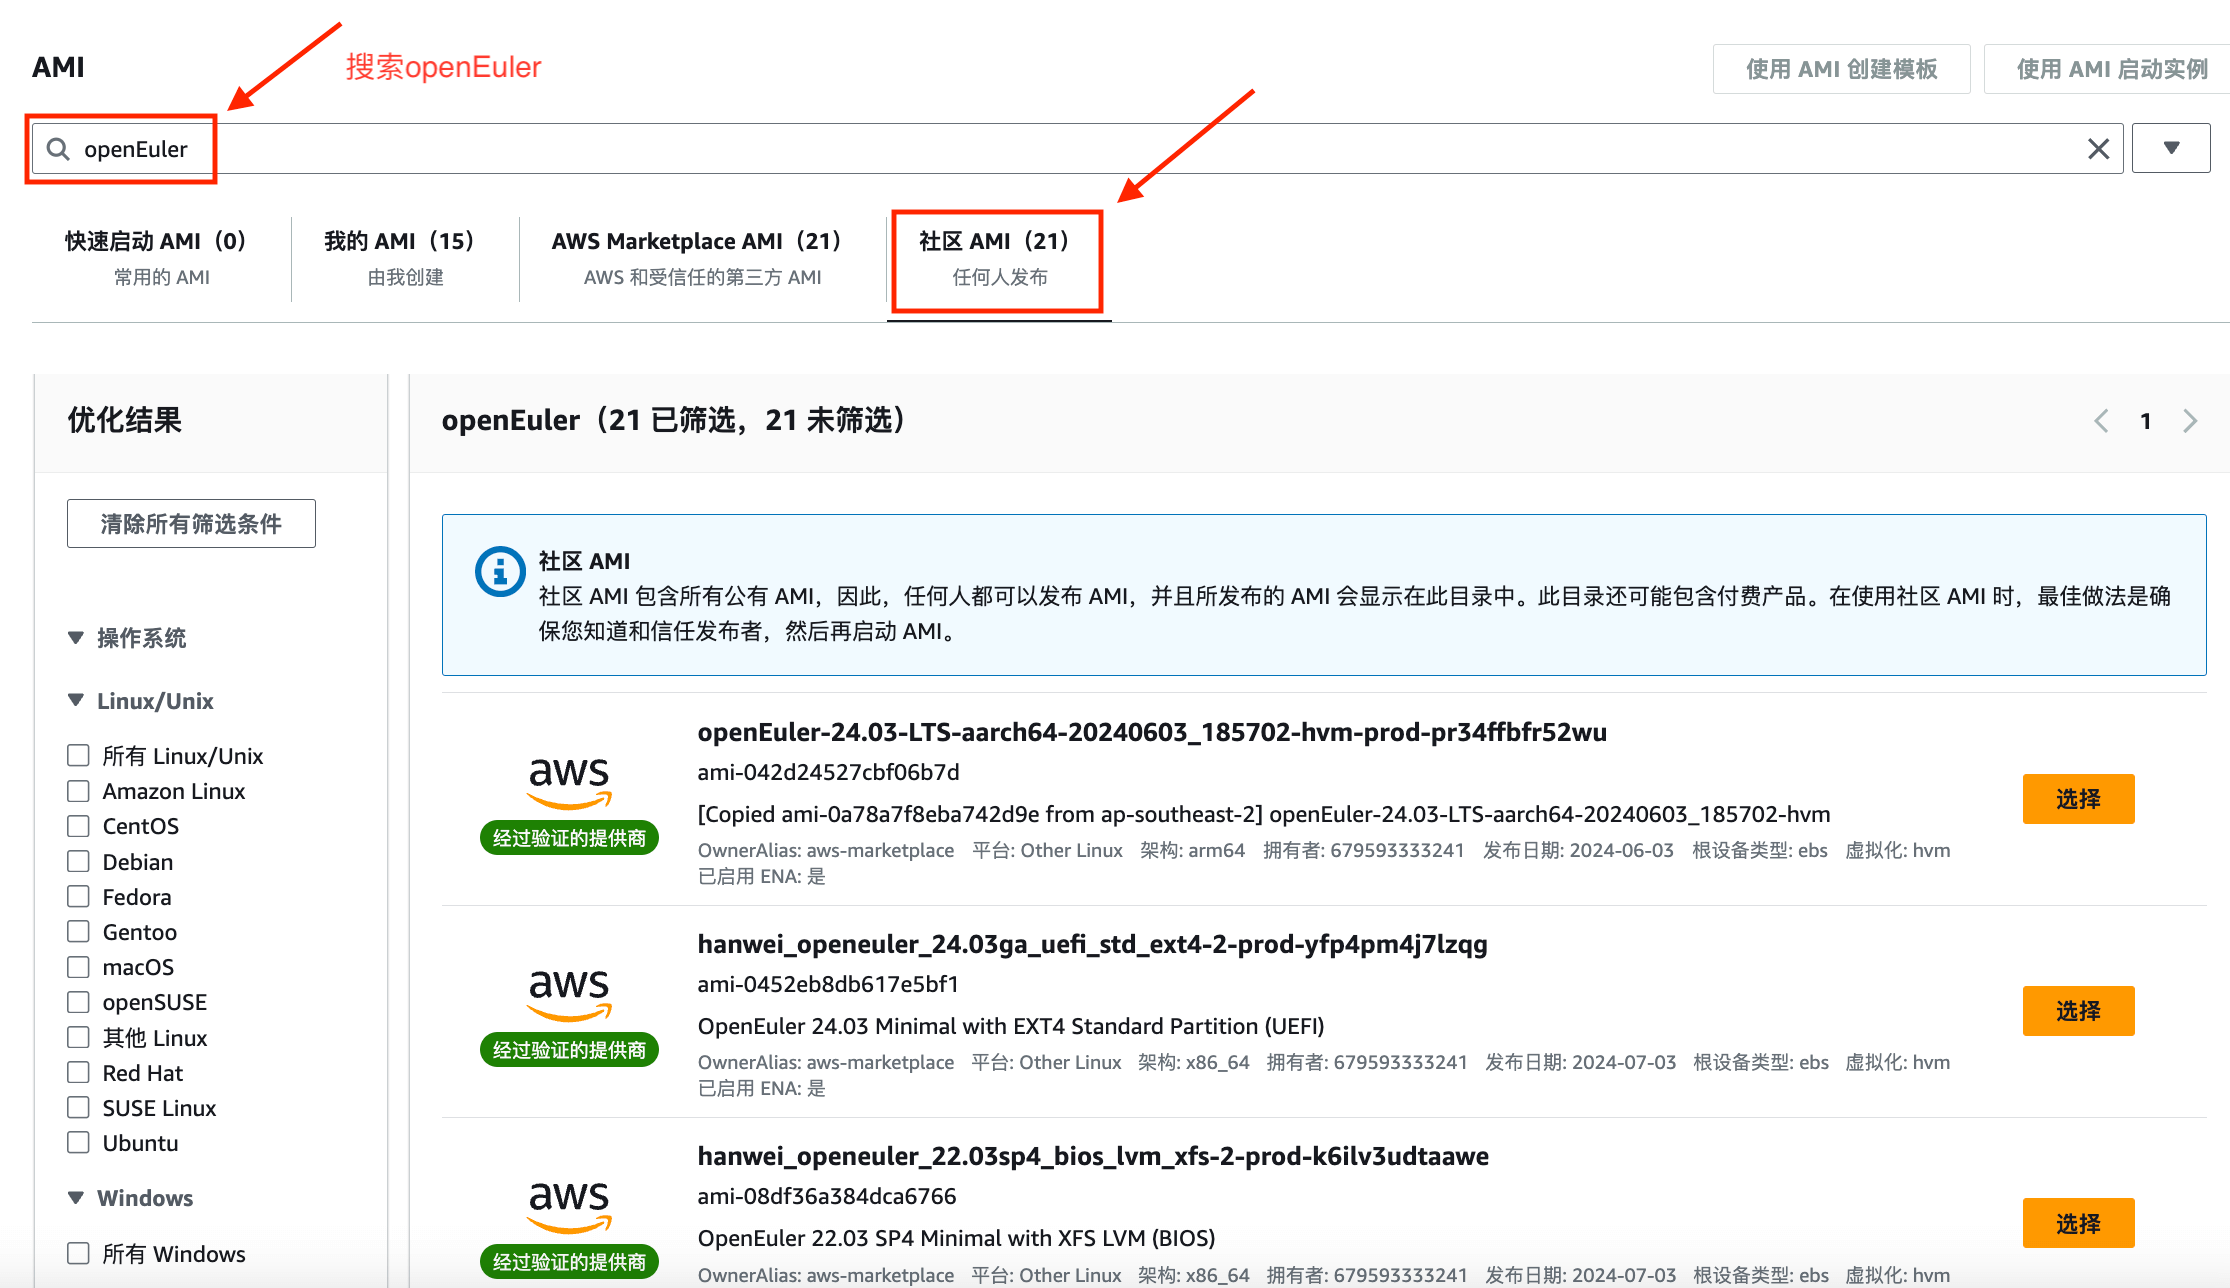 AMI
搜索openEuler
使用 AMI 创建模板
使用 AMI 启动实例
openEuler
快速启动 AMI（0）
常用的 AMI
我的 AMI（15）
由我创建
AWS Marketplace AMI（21）
AWS 和受信任的第三方 AMI
社区 AMI（21）
任何人发布
优化结果
清除所有筛选条件
操作系统
Linux/Unix
所有 Linux/Unix
Amazon Linux
CentOS
Debian
Fedora
Gentoo
macOS
openSUSE
其他 Linux
Red Hat
SUSE Linux
Ubuntu
Windows
所有 Windows
openEuler（21 已筛选，21 未筛选）
1
社区 AMI
社区 AMI 包含所有公有 AMI，因此，任何人都可以发布 AMI，并且所发布的 AMI 会显示在此目录中。此目录还可能包含付费产品。在使用社区 AMI 时，最佳做法是确
保您知道和信任发布者，然后再启动 AMI。
aws
经过验证的提供商
openEuler-24.03-LTS-aarch64-20240603_185702-hvm-prod-pr34ffbfr52wu
ami-042d24527cbf06b7d
[Copied ami-0a78a7f8eba742d9e from ap-southeast-2] openEuler-24.03-LTS-aarch64-20240603_185702-hvm
OwnerAlias: aws-marketplace 平台: Other Linux 架构: arm64 拥有者: 679593333241 发布日期: 2024-06-03 根设备类型: ebs 虚拟化: hvm
已启用 ENA: 是
选择
aws
经过验证的提供商
hanwei_openeuler_24.03ga_uefi_std_ext4-2-prod-yfp4pm4j7lzqg
ami-0452eb8db617e5bf1
OpenEuler 24.03 Minimal with EXT4 Standard Partition (UEFI)
OwnerAlias: aws-marketplace 平台: Other Linux 架构: x86_64 拥有者: 679593333241 发布日期: 2024-07-03 根设备类型: ebs 虚拟化: hvm
已启用 ENA: 是
选择
aws
经过验证的提供商
hanwei_openeuler_22.03sp4_bios_lvm_xfs-2-prod-k6ilv3udtaawe
ami-08df36a384dca6766
OpenEuler 22.03 SP4 Minimal with XFS LVM (BIOS)
OwnerAlias: aws-marketplace 平台: Other Linux 架构: x86_64 拥有者: 679593333241 发布日期: 2024-07-03 根设备类型: ebs 虚拟化: hvm
选择